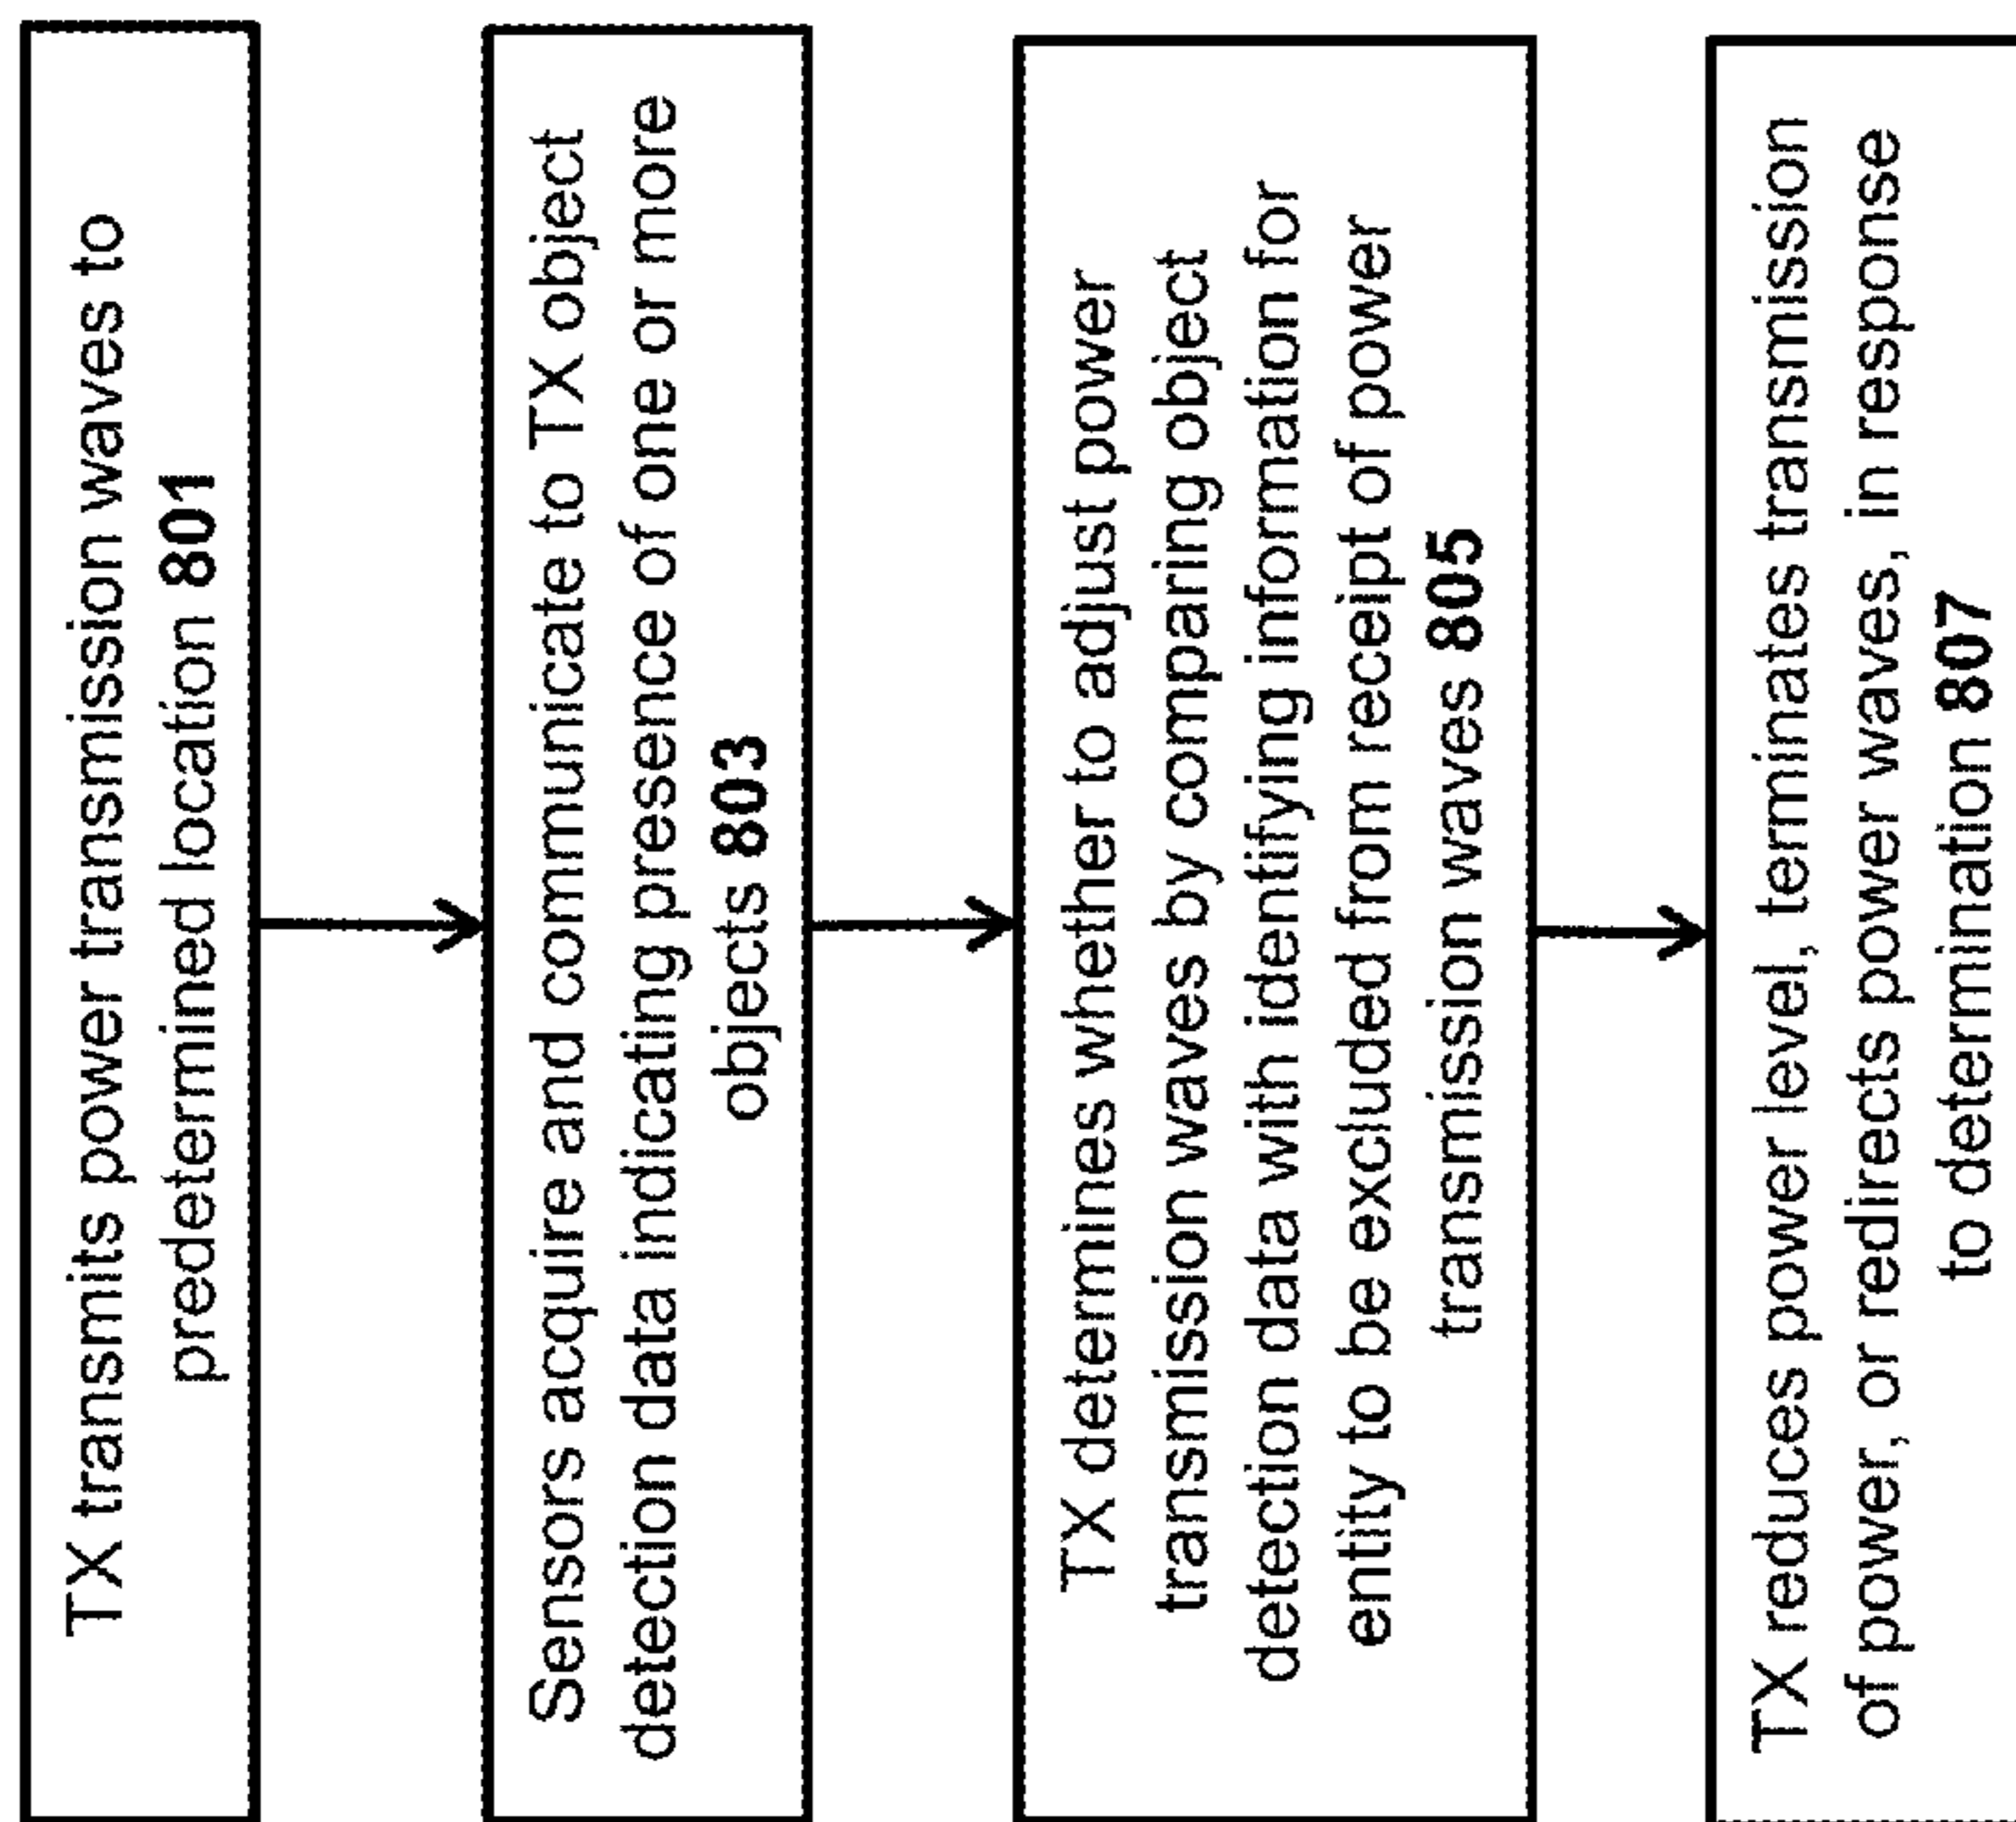 TX transmits power transmission waves to
predetermined location 801
Sensors acquire and communicate to TX object
detection data indicating presence of one or more
objects 803
TX determines whether to adjust power
transmission waves by comparing object
detection data with identifying information for
entity to be excluded from receipt of power
transmission waves 805
TX reduces power level, terminates transmission
of power, or redirects power waves, in response
to determination 807